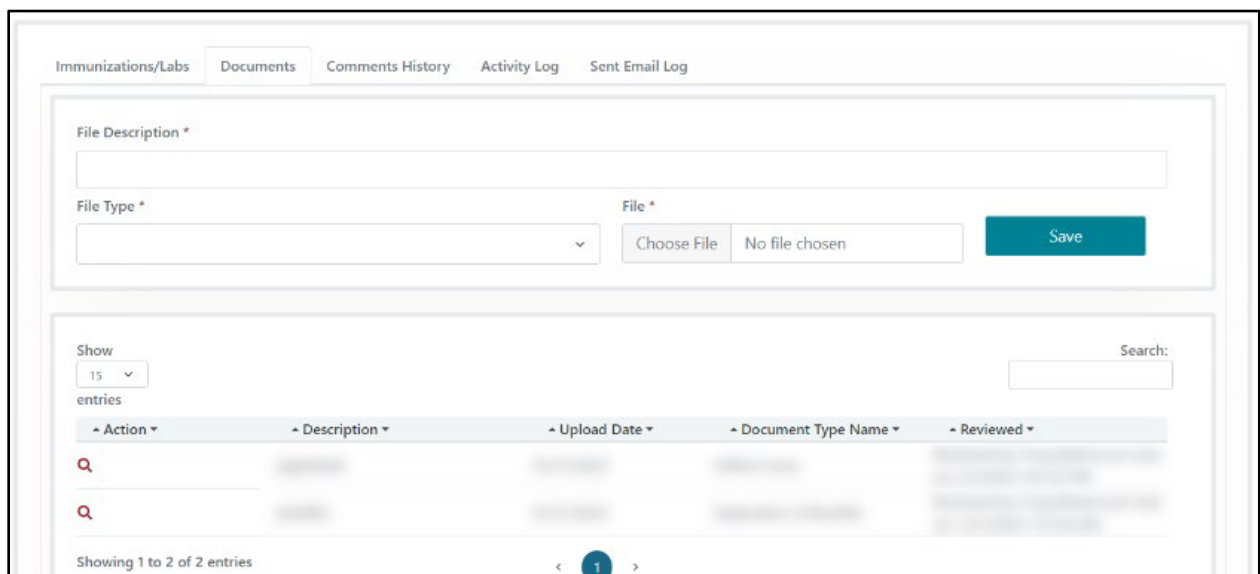 Immunizations/Labs Documents Comments History Activity Log Sent Email Log
File Description *
File Type * File *
Choose File No file chosen Save
Show Search:
15
entries
Action Description Upload Date Document Type Name Reviewed
Showing 1 to 2 of 2 entries < 1 >